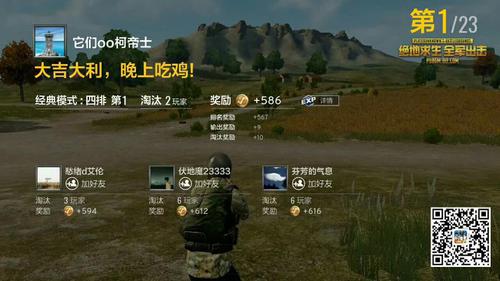 第1/23
它们oo柯帝士
绝地求生 全军出击
大吉大利，晚上吃鸡！
经典模式：四排 第1 淘汰 2玩家 奖励 +586 EXP 详情
排名奖励 +567
输出奖励 +9
淘汰奖励 +10
愁绪d艾伦 伏地魔23333 芬芳的气息
加好友 加好友 加好友
淘汰 3 玩家 淘汰 6 玩家 淘汰 6 玩家
奖励 +594 奖励 +612 奖励 +616